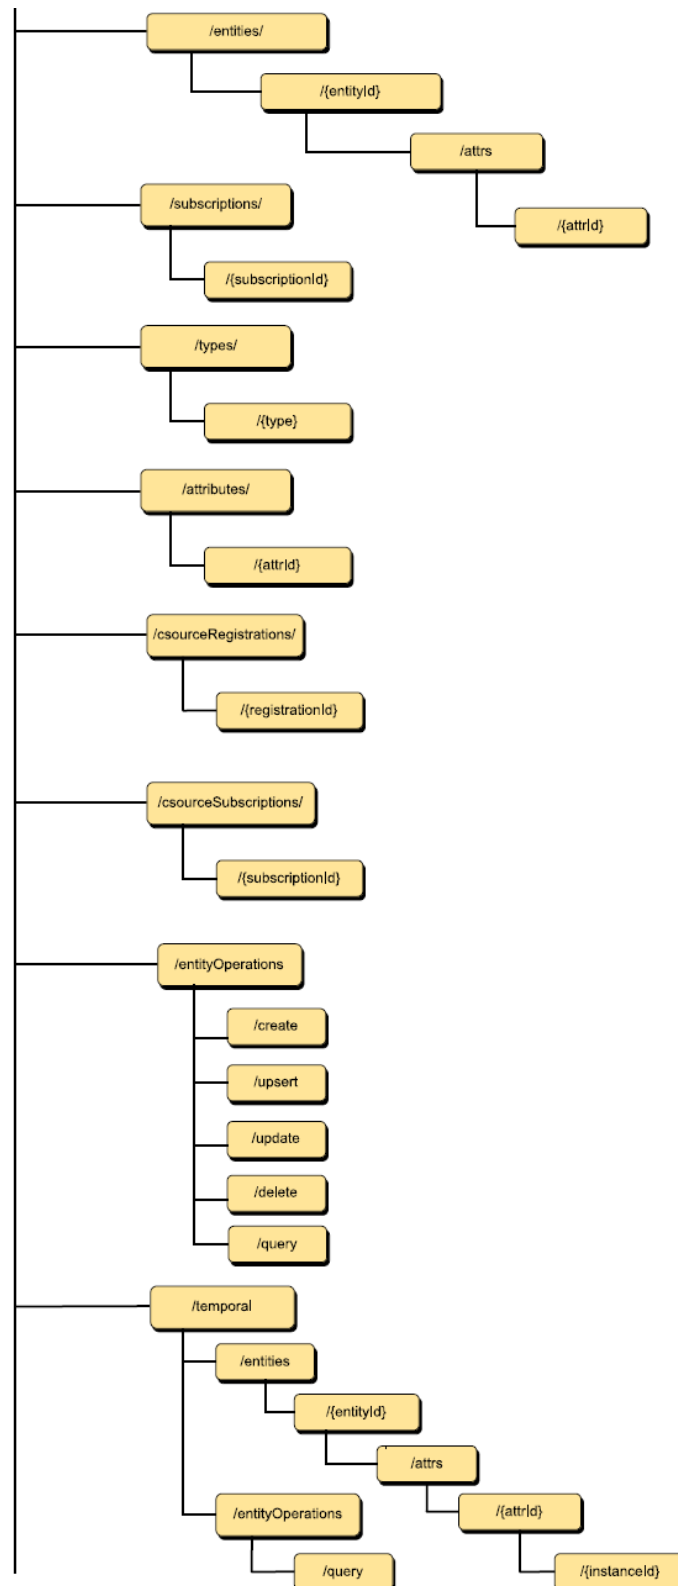 /entities/
/{entityId}
/attrs
/{attrId}
/subscriptions/
/{subscriptionId}
/types/
/{type}
/attributes/
/{attrId}
/csourceRegistrations/
/{registrationId}
/csourceSubscriptions/
/{subscriptionId}
/entityOperations
/create
/upsert
/update
/delete
/query
/temporal
/entities
/{entityId}
/attrs
/{attrId}
/{instanceId}
/entityOperations
/query